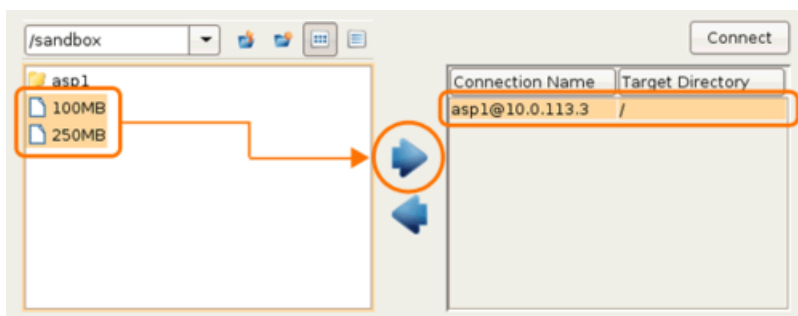 /sandbox
Connect
asp1
100MB
250MB
Connection Name Target Directory
asp1@10.0.113.3 /